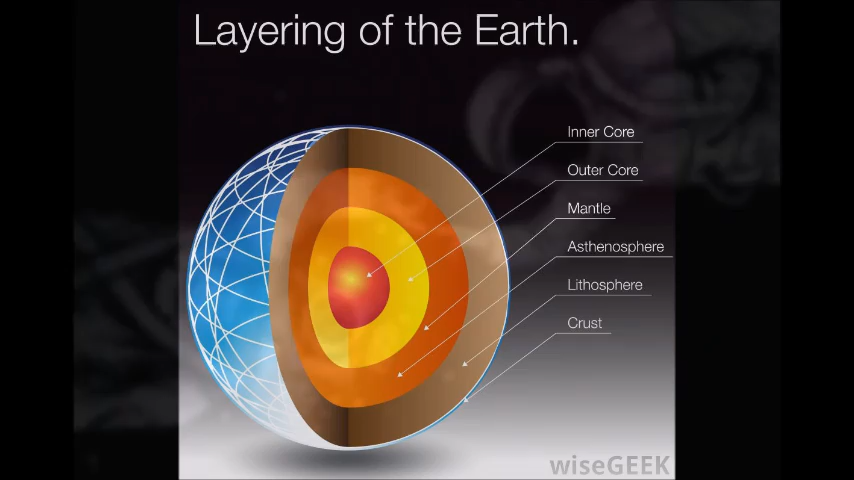 Layering of the Earth.
Inner Core
Outer Core
Mantle
Asthenosphere
Lithosphere
Crust
wiseGEEK